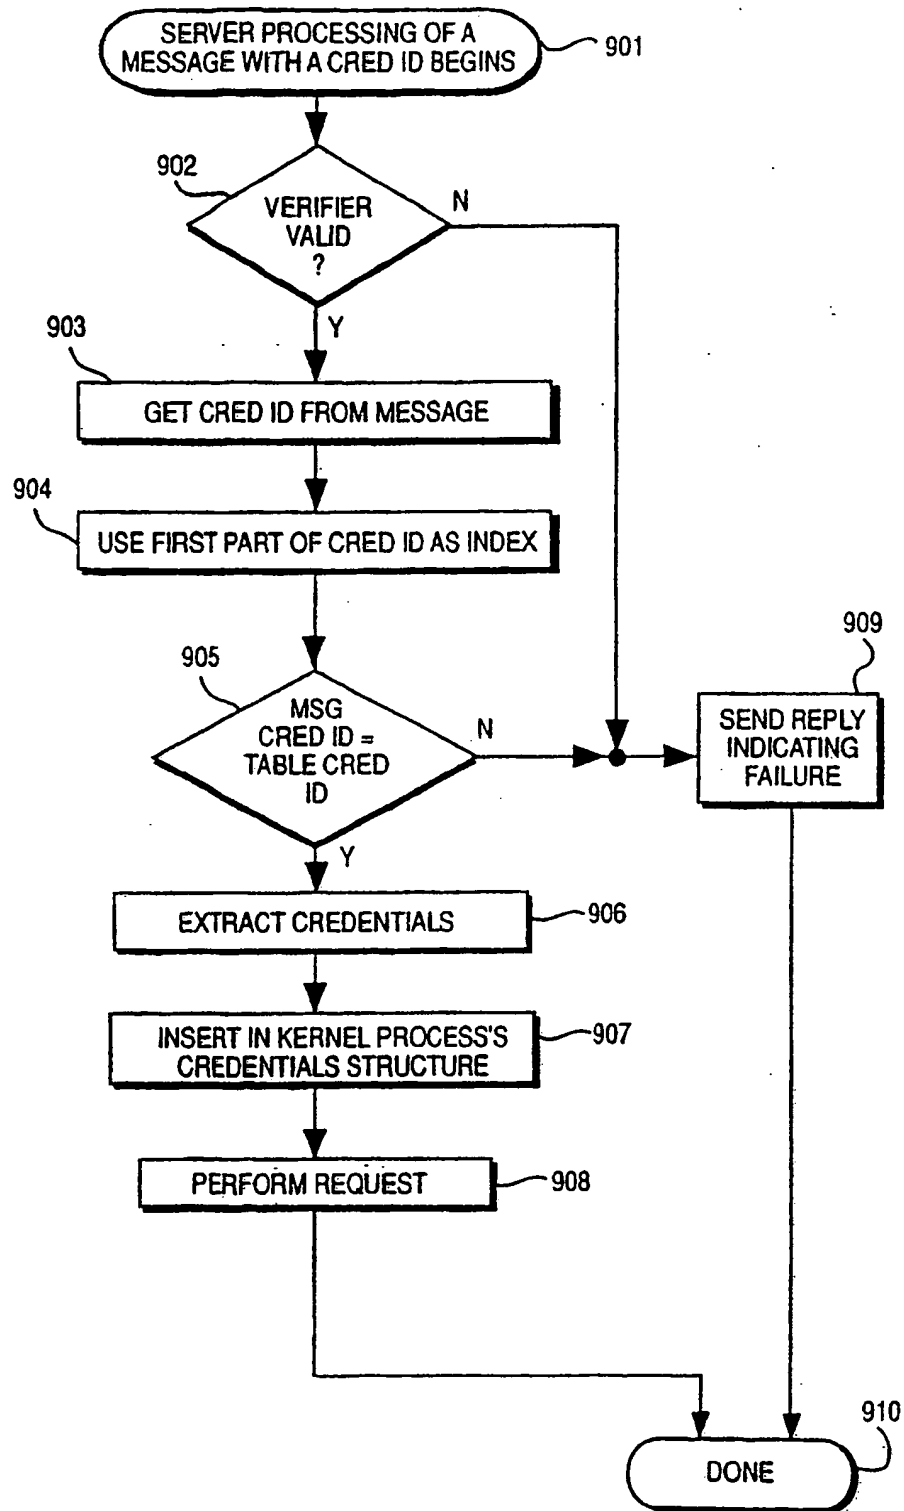 SERVER PROCESSING OF A
MESSAGE WITH A CRED ID BEGINS
901
902
VERIFIER
VALID
?
N
Y
903
GET CRED ID FROM MESSAGE
904
USE FIRST PART OF CRED ID AS INDEX
905
MSG
CRED ID =
TABLE CRED
ID
N
Y
909
SEND REPLY
INDICATING
FAILURE
EXTRACT CREDENTIALS
906
INSERT IN KERNEL PROCESS'S
CREDENTIALS STRUCTURE
907
PERFORM REQUEST
908
910
DONE